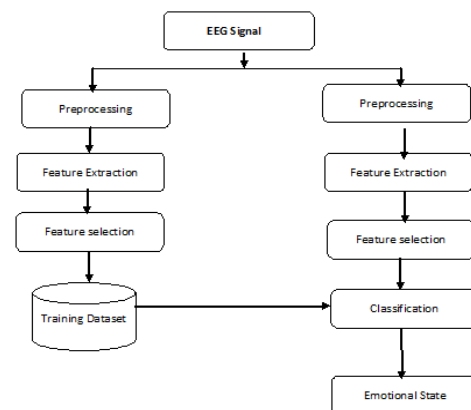 EEG Signal
Preprocessing
Preprocessing
Feature Extraction
Feature Extraction
Feature selection
Feature selection
Training Dataset
Classification
Emotional State